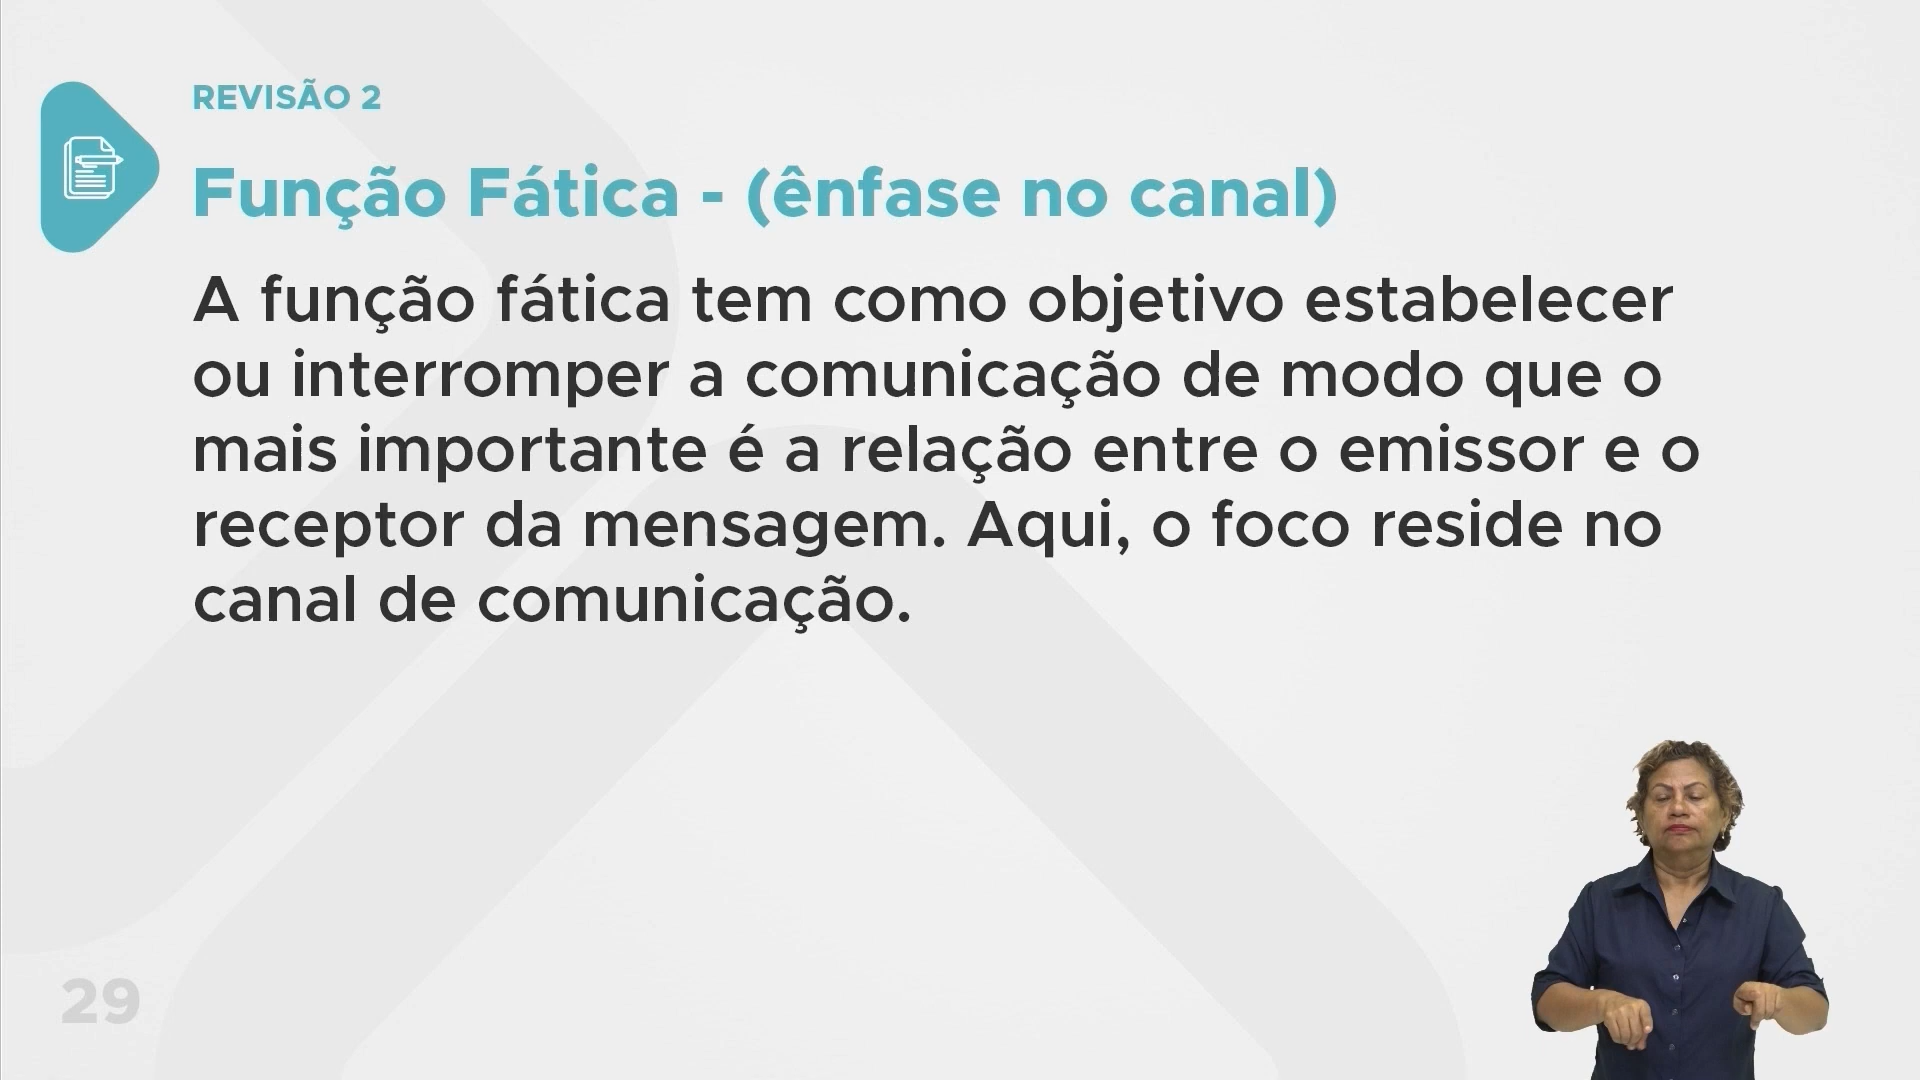 REVISÃO 2
Função Fática - (ênfase no canal)
A função fática tem como objetivo estabelecer
ou interromper a comunicação de modo que o
mais importante é a relação entre o emissor e o
receptor da mensagem. Aqui, o foco reside no
canal de comunicação.
29